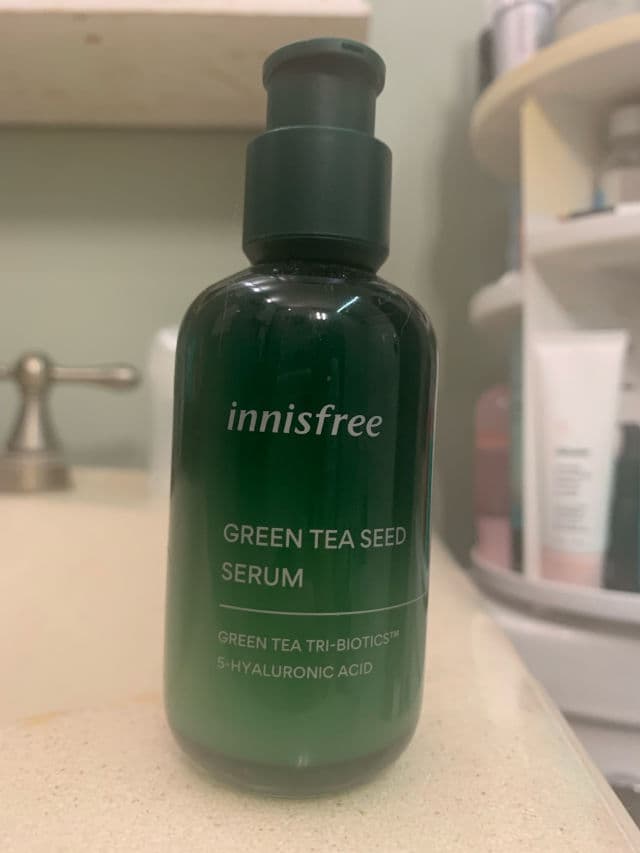 innisfree
GREEN TEA SEED
SERUM
GREEN TEA TRI-BIOTICS™
5-HYALURONIC ACID